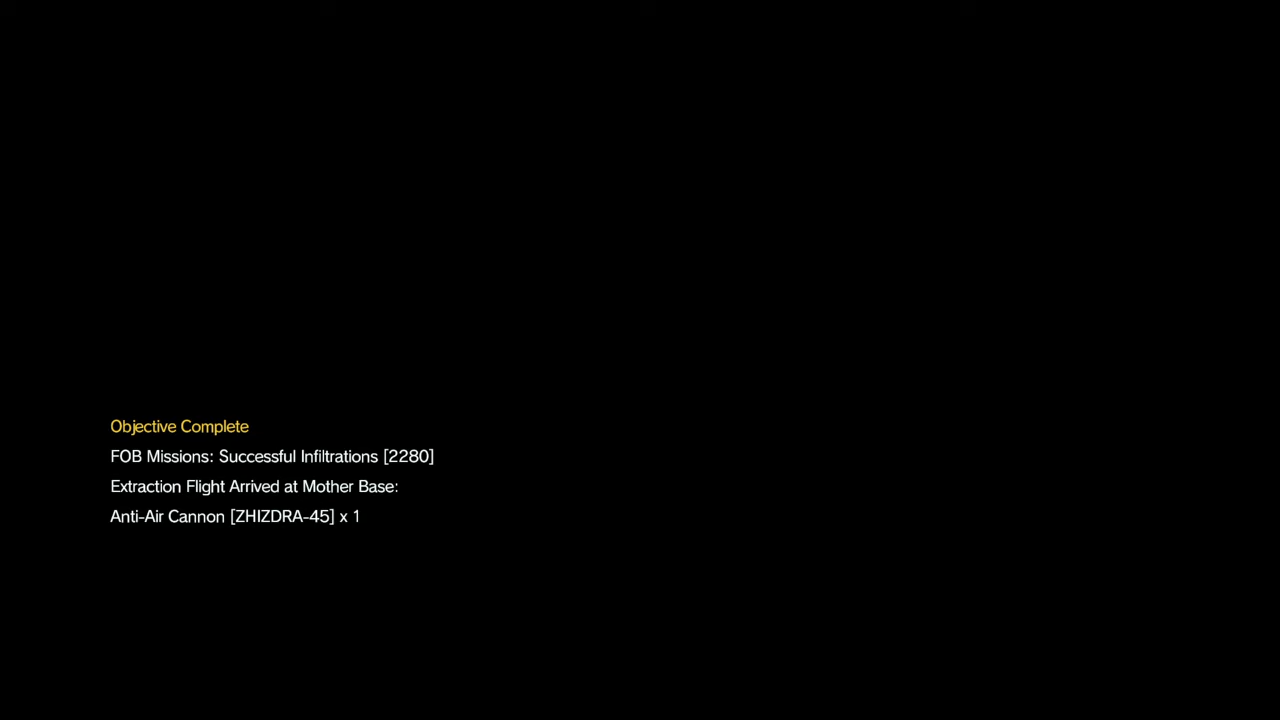 Objective Complete
FOB Missions: Successful Infiltrations [2280]
Extraction Flight Arrived at Mother Base:
Anti-Air Cannon [ZHIZDRA-45] x 1